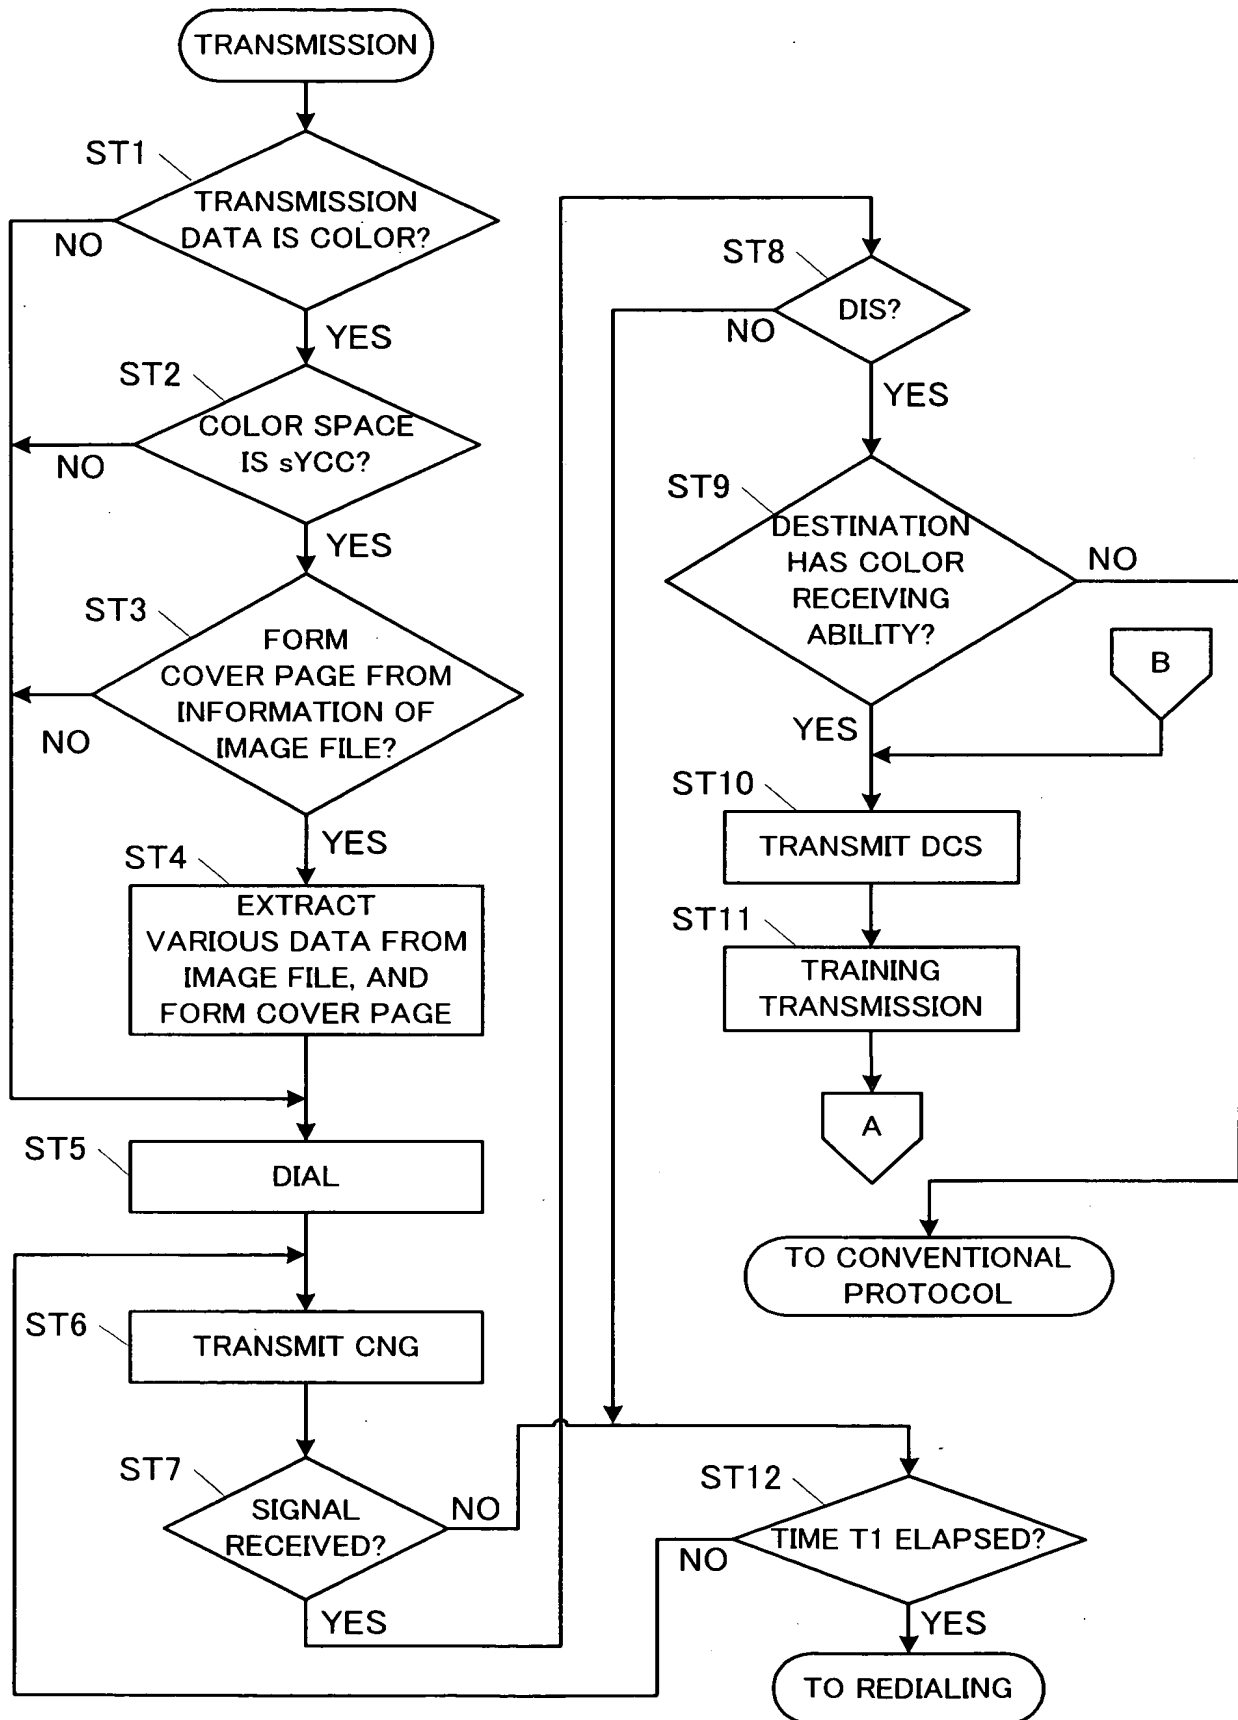 TRANSMISSION
ST1
TRANSMISSION
DATA IS COLOR?
NO
YES
ST2
COLOR SPACE
IS sYCC?
NO
YES
ST3
FORM
COVER PAGE FROM
INFORMATION OF
IMAGE FILE?
NO
YES
ST4
EXTRACT
VARIOUS DATA FROM
IMAGE FILE, AND
FORM COVER PAGE
ST5
DIAL
ST6
TRANSMIT CNG
ST7
SIGNAL
RECEIVED?
NO
YES
ST8
DIS?
NO
YES
ST9
DESTINATION
HAS COLOR
RECEIVING
ABILITY?
NO
YES
B
ST10
TRANSMIT DCS
ST11
TRAINING
TRANSMISSION
A
TO CONVENTIONAL
PROTOCOL
ST12
TIME T1 ELAPSED?
NO
YES
TO REDIALING